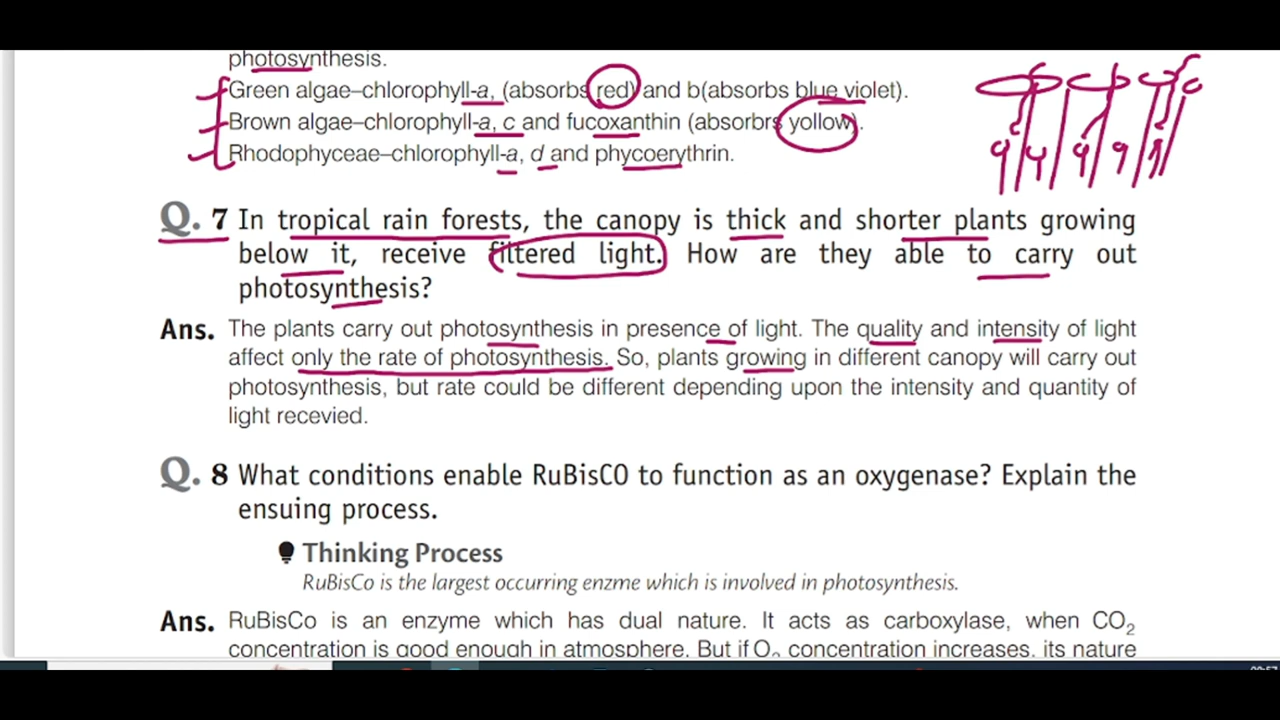 photosynthesis.
Green algae–chlorophyll-a, (absorbs red) and b(absorbs blue violet).
Brown algae–chlorophyll-a, c and fucoxanthin (absorbrs yollow).
Rhodophyceae–chlorophyll-a, d and phycoerythrin.
Q. 7 In tropical rain forests, the canopy is thick and shorter plants growing
below it, receive filtered light. How are they able to carry out
photosynthesis?
Ans. The plants carry out photosynthesis in presence of light. The quality and intensity of light
affect only the rate of photosynthesis. So, plants growing in different canopy will carry out
photosynthesis, but rate could be different depending upon the intensity and quantity of
light recevied.
Q. 8 What conditions enable RuBisCO to function as an oxygenase? Explain the
ensuing process.
Thinking Process
RuBisCo is the largest occurring enzme which is involved in photosynthesis.
Ans. RuBisCo is an enzyme which has dual nature. It acts as carboxylase, when CO₂
concentration is good enough in atmosphere. But if O₂ concentration increases, its nature